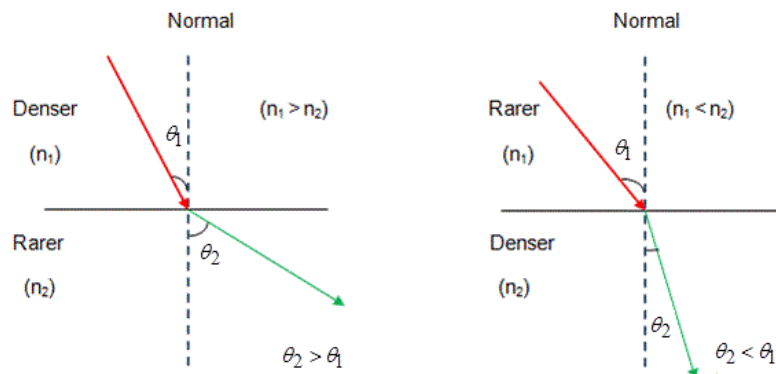 Normal
Denser
(n₁ > n₂)
θ₁
(n₁)
Rarer
θ₂
(n₂)
θ₂ > θ₁
Normal
Rarer
(n₁ < n₂)
θ₁
(n₁)
Denser
(n₂)
θ₂
θ₂ < θ₁